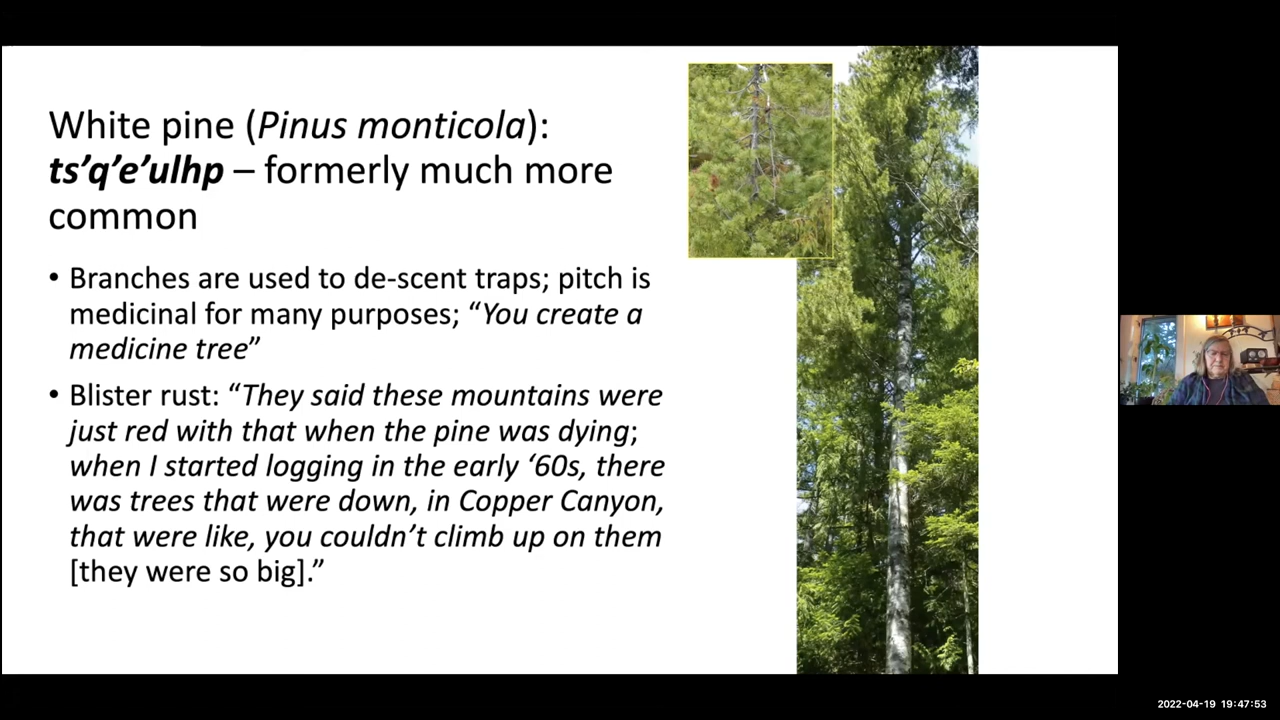 White pine (Pinus monticola):
ts’q’e’ulhp – formerly much more
common
• Branches are used to de-scent traps; pitch is
medicinal for many purposes; “You create a
medicine tree”
• Blister rust: “They said these mountains were
just red with that when the pine was dying;
when I started logging in the early ‘60s, there
was trees that were down, in Copper Canyon,
that were like, you couldn’t climb up on them
[they were so big].”
2022-04-19 19:47:53